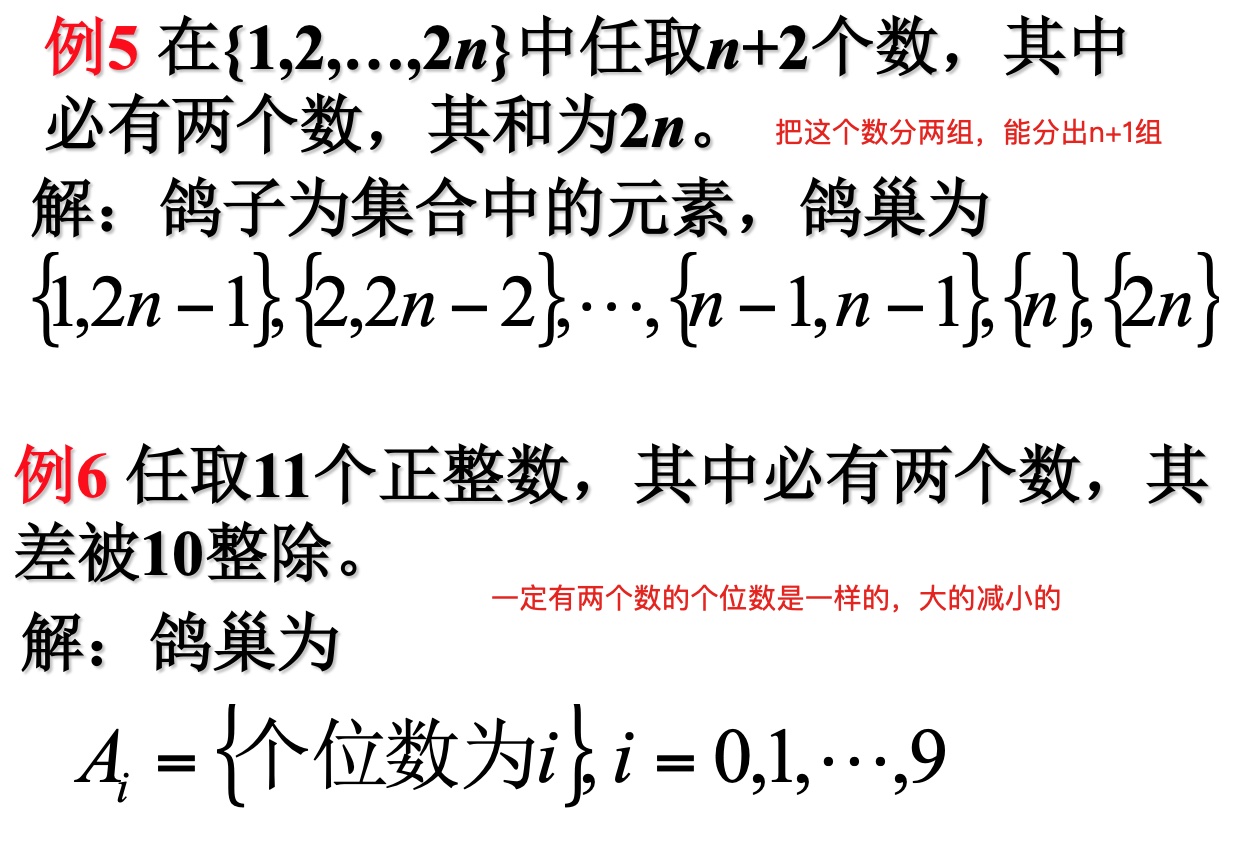 例5 在{1,2,…,2n}中任取n+2个数，其中
必有两个数，其和为2n。
把这个数分两组，能分出n+1组
解：鸽子为集合中的元素，鸽巢为
{1,2n−1},{2,2n−2},⋯,{n−1,n−1},{n},{2n}
例6 任取11个正整数，其中必有两个数，其
差被10整除。
一定有两个数的个位数是一样的，大的减小的
解：鸽巢为
A_i = {个位数为i}, i = 0,1,⋯,9